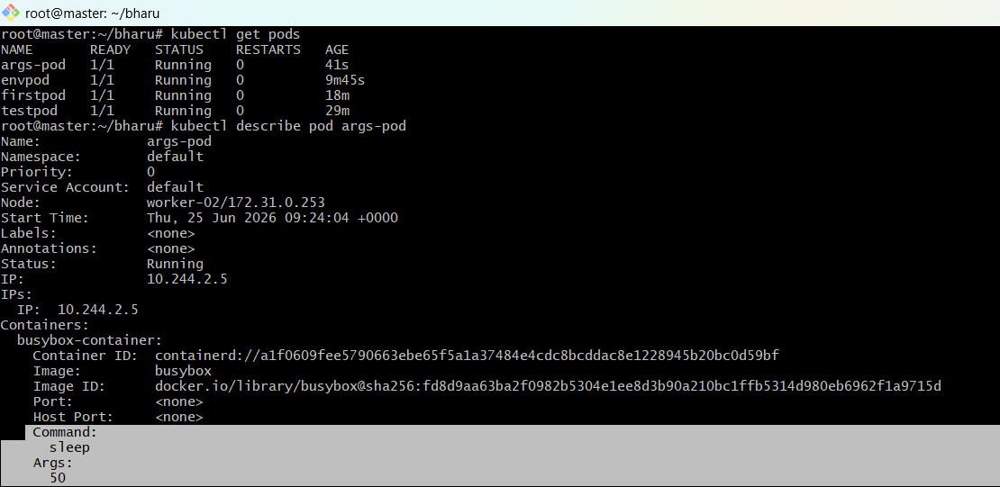 root@master: ~/bharu
root@master:~/bharu# kubectl get pods
NAME        READY   STATUS    RESTARTS   AGE
args-pod    1/1     Running   0          41s
envpod      1/1     Running   0          9m45s
firstpod    1/1     Running   0          18m
testpod     1/1     Running   0          29m
root@master:~/bharu# kubectl describe pod args-pod
Name:             args-pod
Namespace:        default
Priority:         0
Service Account:  default
Node:             worker-02/172.31.0.253
Start Time:       Thu, 25 Jun 2026 09:24:04 +0000
Labels:           <none>
Annotations:      <none>
Status:           Running
IP:               10.244.2.5
IPs:
  IP:  10.244.2.5
Containers:
  busybox-container:
    Container ID:  containerd://a1f0609fee5790663ebe65f5a1a37484e4cdc8bcddac8e1228945b20bc0d59bf
    Image:         busybox
    Image ID:      docker.io/library/busybox@sha256:fd8d9aa63ba2f0982b5304e1ee8d3b90a210bc1ffb5314d980eb6962f1a9715d
    Port:          <none>
    Host Port:     <none>
    Command:
      sleep
    Args:
      50